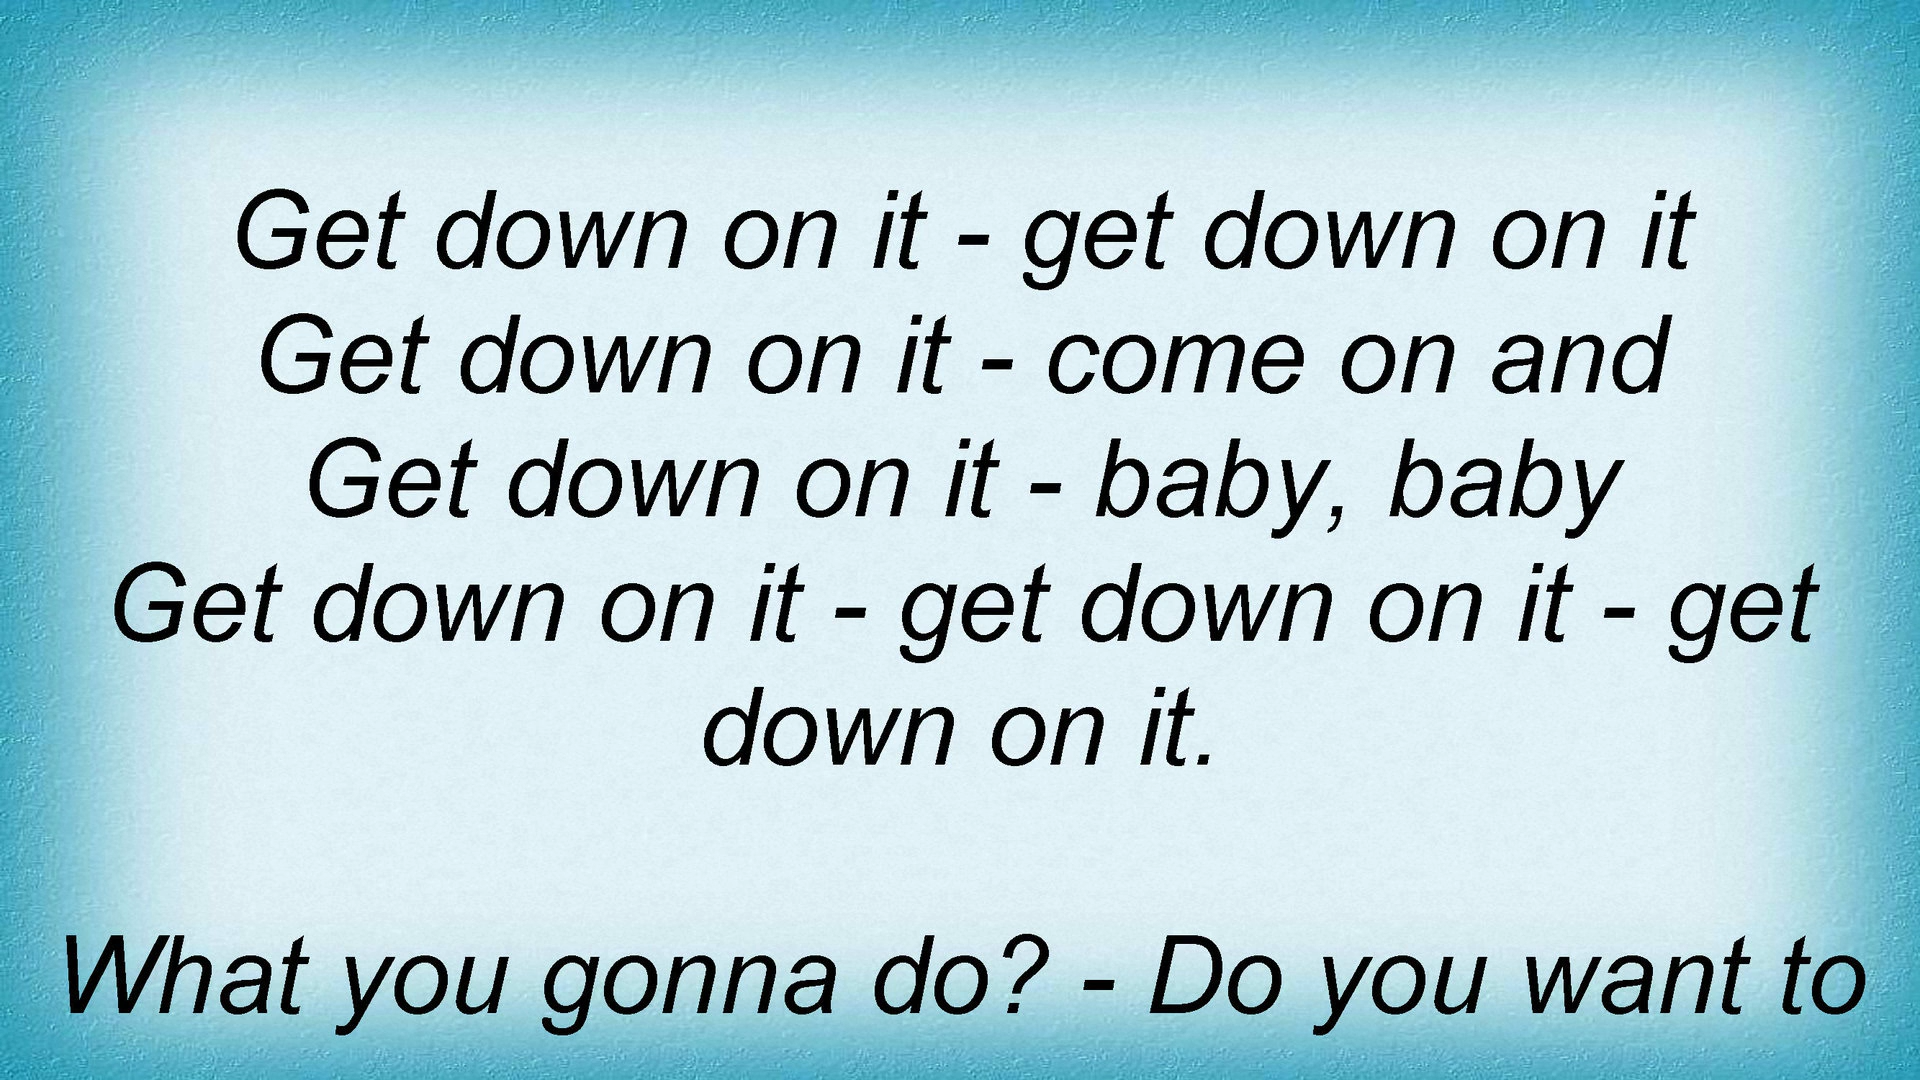 Get down on it - get down on it
Get down on it - come on and
Get down on it - baby, baby
Get down on it - get down on it - get
down on it.
What you gonna do? - Do you want to